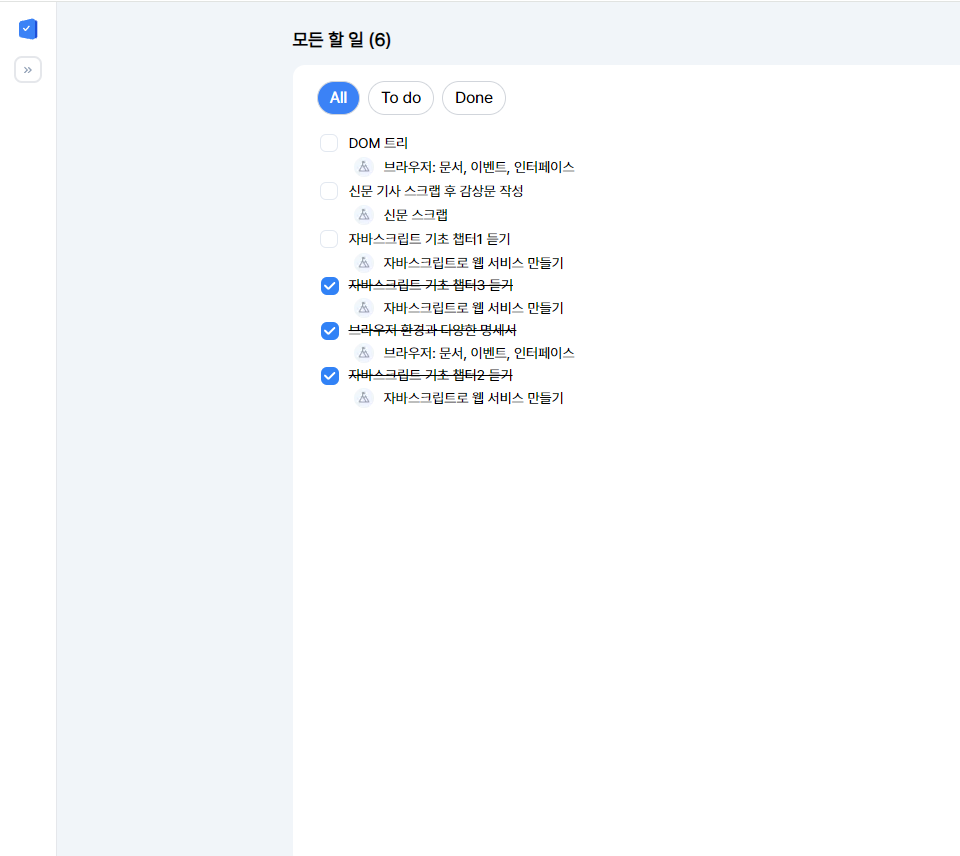 모든 할 일 (6)
All To do Done
DOM 트리
브라우저: 문서, 이벤트, 인터페이스
신문 기사 스크랩 후 감상문 작성
신문 스크랩
자바스크립트 기초 챕터1 듣기
자바스크립트로 웹 서비스 만들기
자바스크립트 기초 챕터3 듣기
자바스크립트로 웹 서비스 만들기
브라우저 환경과 다양한 명세서
브라우저: 문서, 이벤트, 인터페이스
자바스크립트 기초 챕터2 듣기
자바스크립트로 웹 서비스 만들기